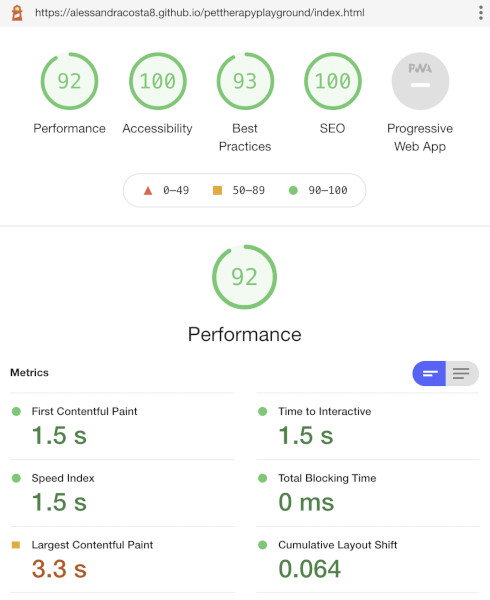 https://alessandracosta8.github.io/pettherapyplayground/index.html
92 100 93 100 PWA
Performance Accessibility Best Practices SEO Progressive Web App
0–49 50–89 90–100
92
Performance
Metrics
First Contentful Paint
1.5 s
Time to Interactive
1.5 s
Speed Index
1.5 s
Total Blocking Time
0 ms
Largest Contentful Paint
3.3 s
Cumulative Layout Shift
0.064